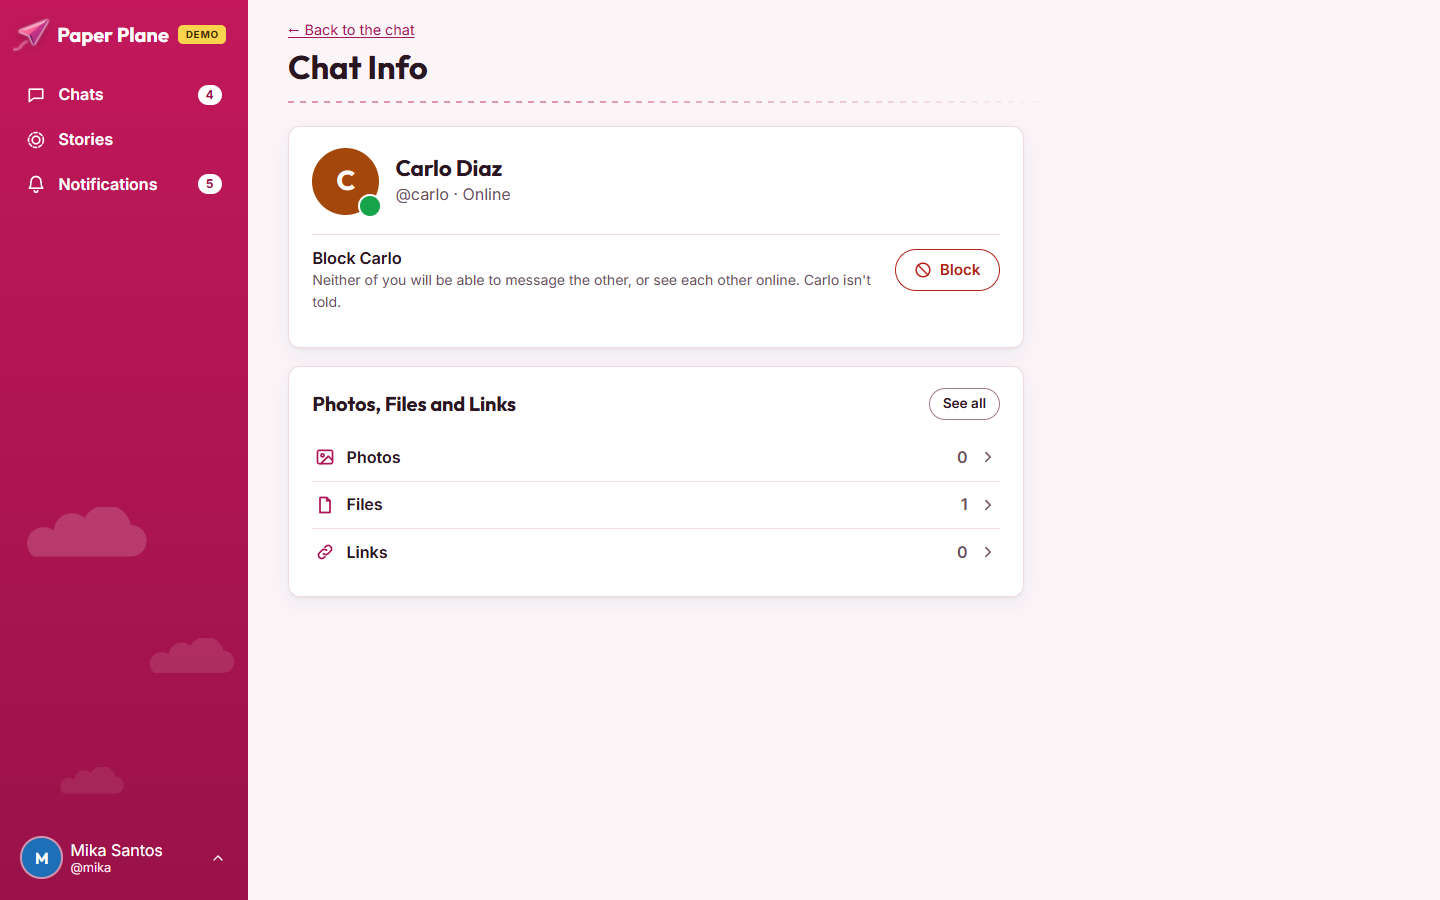 Paper Plane DEMO
Chats 4
Stories
Notifications 5
Mika Santos
@mika
← Back to the chat
Chat Info
C
Carlo Diaz
@carlo · Online
Block Carlo
Neither of you will be able to message the other, or see each other online. Carlo isn't
told.
Block
Photos, Files and Links
See all
Photos 0
Files 1
Links 0
M